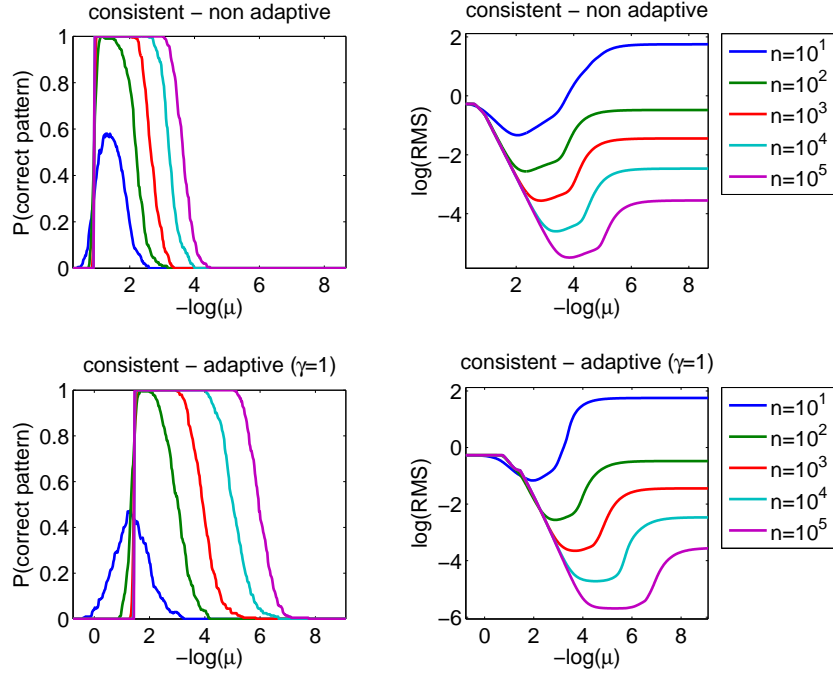 consistent − non adaptive
P(correct pattern)
1
0.8
0.6
0.4
0.2
0
2 4 6 8
−log(μ)
consistent − non adaptive
log(RMS)
2
0
−2
−4
2 4 6 8
−log(μ)
n=10^1
n=10^2
n=10^3
n=10^4
n=10^5
consistent − adaptive (γ=1)
P(correct pattern)
1
0.8
0.6
0.4
0.2
0
0 2 4 6 8
−log(μ)
consistent − adaptive (γ=1)
log(RMS)
2
0
−2
−4
−6
0 2 4 6 8
−log(μ)
n=10^1
n=10^2
n=10^3
n=10^4
n=10^5